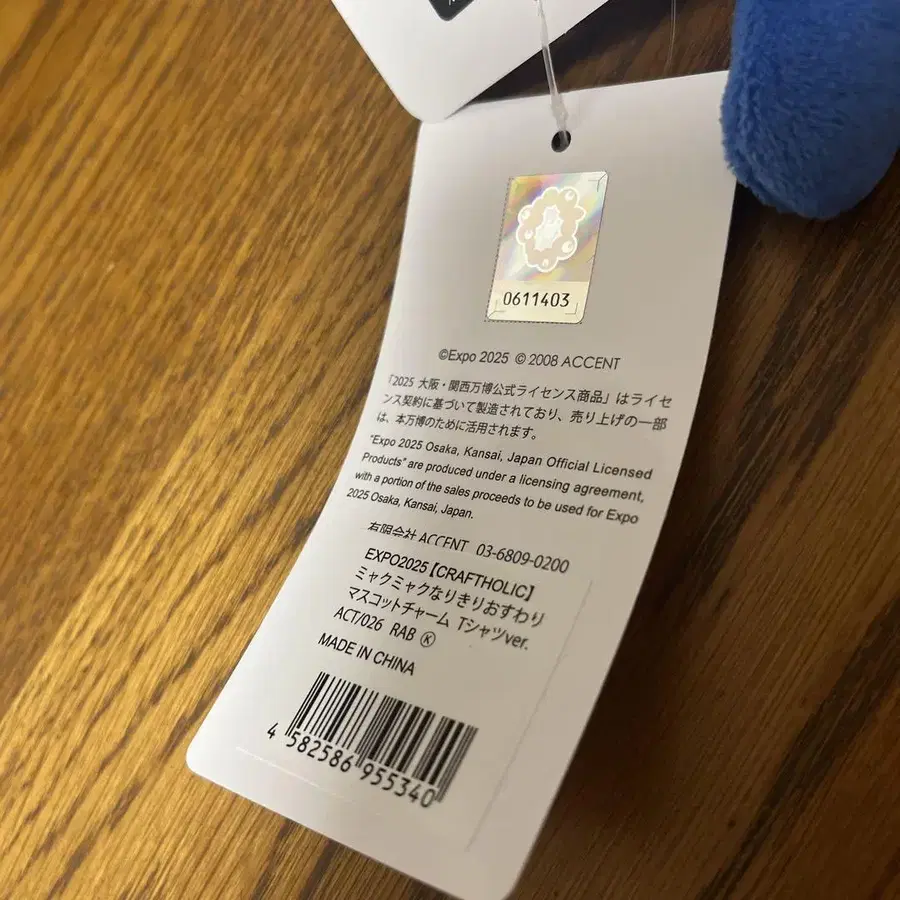 0611403
©Expo 2025 © 2008 ACCENT
「2025 大阪・関西万博公式ライセンス商品」はライセ
ンス契約に基づいて製造されており、売り上げの一部
は、本万博のために活用されます。
"Expo 2025 Osaka, Kansai, Japan Official Licensed
Products" are produced under a licensing agreement,
with a portion of the sales proceeds to be used for Expo
2025 Osaka, Kansai, Japan.
有限会社 ACCENT 03-6809-0200
EXPO2025【CRAFTHOLIC】
ミャクミャクなりきりおすわり
マスコットチャーム Tシャツver.
ACT/026 RAB Ⓚ
MADE IN CHINA
4 582586 955340